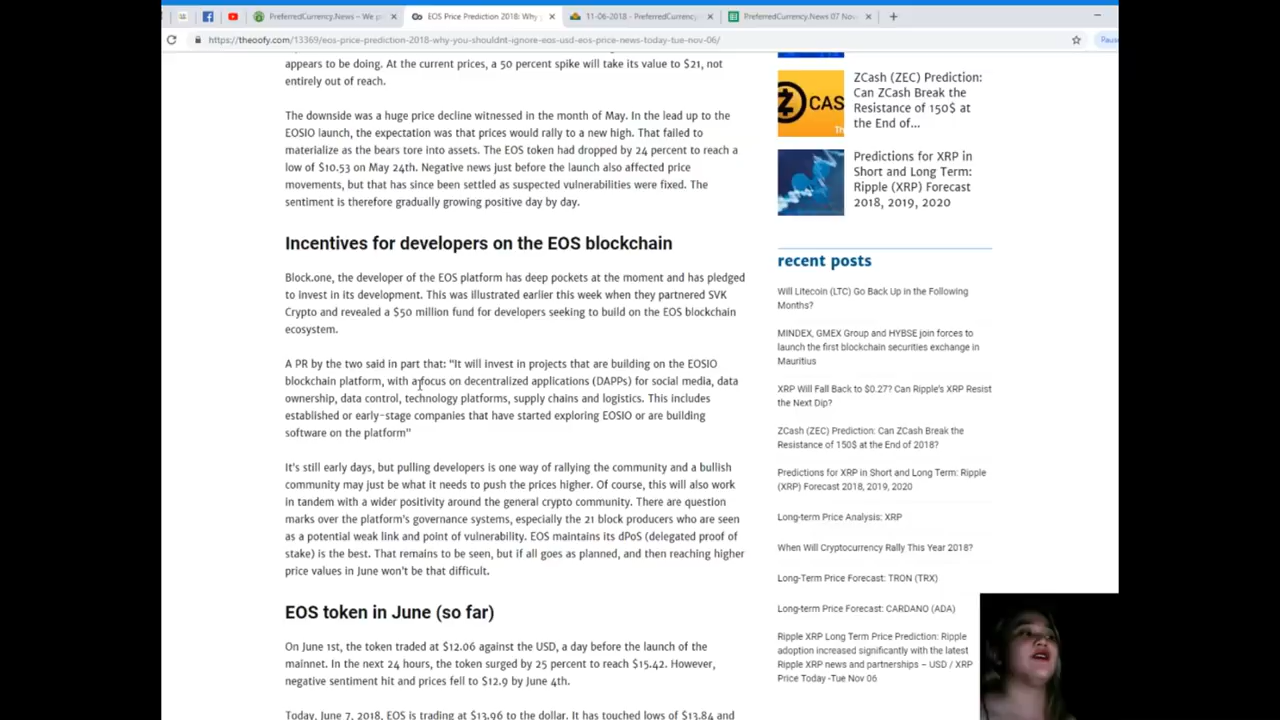 PreferredCurrency.News – We p
EOS Price Prediction 2018: Why
11-06-2018 - PreferredCurrency
PreferredCurrency.News 07 Nov
https://theoofy.com/13369/eos-price-prediction-2018-why-you-shouldnt-ignore-eos-usd-eos-price-news-today-tue-nov-06/
Paus
appears to be doing. At the current prices, a 50 percent spike will take its value to $21, not
entirely out of reach.
The downside was a huge price decline witnessed in the month of May. In the lead up to the
EOSIO launch, the expectation was that prices would rally to a new high. That failed to
materialize as the bears tore into assets. The EOS token had dropped by 24 percent to reach a
low of $10.53 on May 24th. Negative news just before the launch also affected price
movements, but that has since been settled as suspected vulnerabilities were fixed. The
sentiment is therefore gradually growing positive day by day.
Incentives for developers on the EOS blockchain
Block.one, the developer of the EOS platform has deep pockets at the moment and has pledged
to invest in its development. This was illustrated earlier this week when they partnered SVK
Crypto and revealed a $50 million fund for developers seeking to build on the EOS blockchain
ecosystem.
A PR by the two said in part that: “It will invest in projects that are building on the EOSIO
blockchain platform, with a focus on decentralized applications (DAPPs) for social media, data
ownership, data control, technology platforms, supply chains and logistics. This includes
established or early-stage companies that have started exploring EOSIO or are building
software on the platform”
It's still early days, but pulling developers is one way of rallying the community and a bullish
community may just be what it needs to push the prices higher. Of course, this will also work
in tandem with a wider positivity around the general crypto community. There are question
marks over the platform's governance systems, especially the 21 block producers who are seen
as a potential weak link and point of vulnerability. EOS maintains its dPoS (delegated proof of
stake) is the best. That remains to be seen, but if all goes as planned, and then reaching higher
price values in June won't be that difficult.
EOS token in June (so far)
On June 1st, the token traded at $12.06 against the USD, a day before the launch of the
mainnet. In the next 24 hours, the token surged by 25 percent to reach $15.42. However,
negative sentiment hit and prices fell to $12.9 by June 4th.
Today, June 7, 2018, EOS is trading at $13.96 to the dollar. It has touched lows of $13.84 and
CAS
Th
ZCash (ZEC) Prediction:
Can ZCash Break the
Resistance of 150$ at
the End of...
Predictions for XRP in
Short and Long Term:
Ripple (XRP) Forecast
2018, 2019, 2020
recent posts
Will Litecoin (LTC) Go Back Up in the Following
Months?
MINDEX, GMEX Group and HYBSE join forces to
launch the first blockchain securities exchange in
Mauritius
XRP Will Fall Back to $0.27? Can Ripple's XRP Resist
the Next Dip?
ZCash (ZEC) Prediction: Can ZCash Break the
Resistance of 150$ at the End of 2018?
Predictions for XRP in Short and Long Term: Ripple
(XRP) Forecast 2018, 2019, 2020
Long-term Price Analysis: XRP
When Will Cryptocurrency Rally This Year 2018?
Long-Term Price Forecast: TRON (TRX)
Long-term Price Forecast: CARDANO (ADA)
Ripple XRP Long Term Price Prediction: Ripple
adoption increased significantly with the latest
Ripple XRP news and partnerships – USD / XRP
Price Today -Tue Nov 06